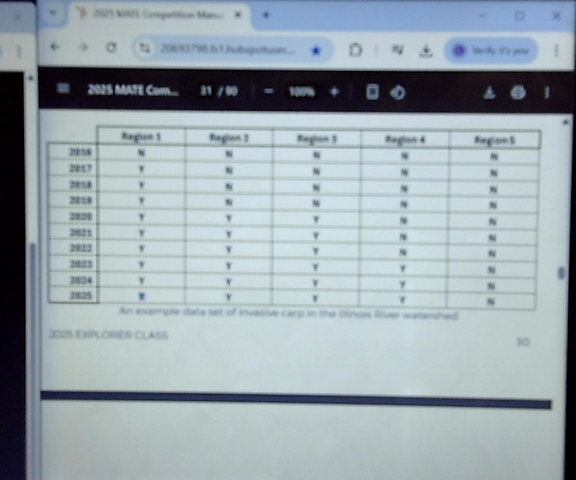 2025 MATE Competition Manu...
20693798.fs1.hubspotuser...
Verify it's you
2025 MATE Com...
31 / 90
100%
Region 1 Region 2 Region 3 Region 4 Region 5
2016 N N N N N
2017 Y N N N N
2018 Y N N N N
2019 Y N N N N
2020 Y Y Y N N
2021 Y Y Y N N
2022 Y Y Y N N
2023 Y Y Y Y N
2024 Y Y Y Y N
2025 Y Y Y Y N
An example data set of invasive carp in the Illinois River watershed
2025 EXPLORER CLASS
30